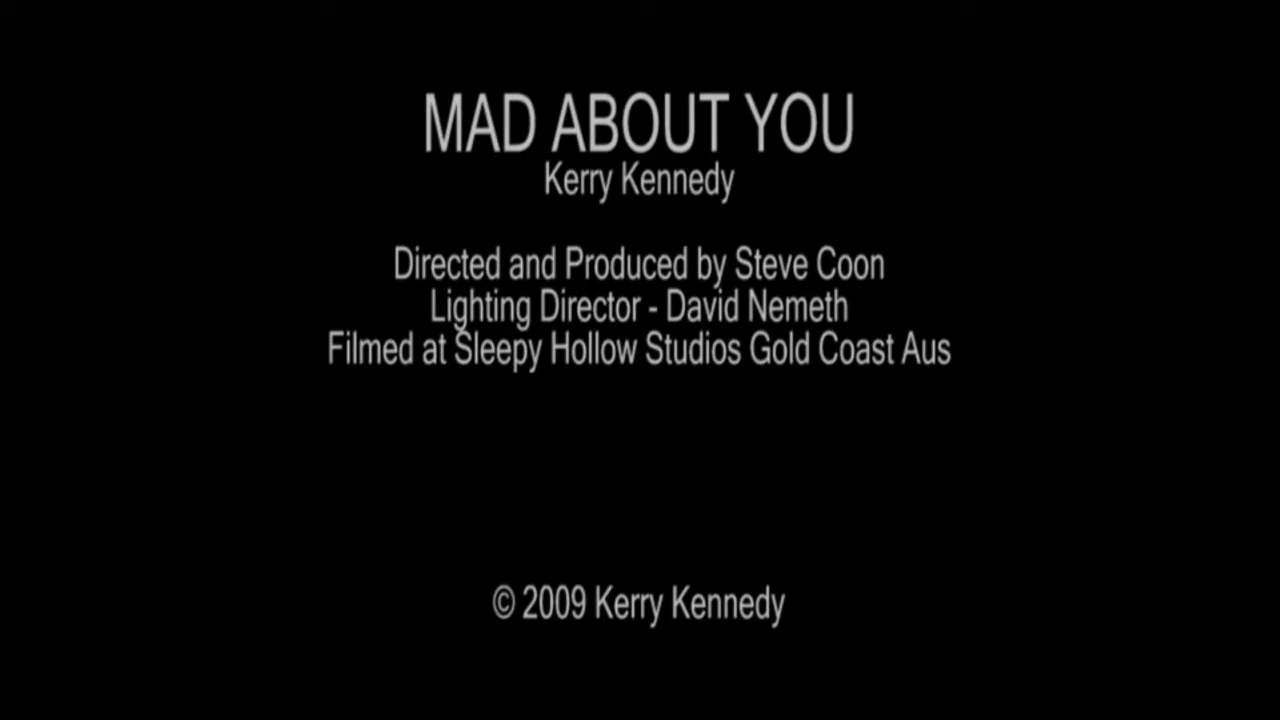 MAD ABOUT YOU
Kerry Kennedy
Directed and Produced by Steve Coon
Lighting Director - David Nemeth
Filmed at Sleepy Hollow Studios Gold Coast Aus
© 2009 Kerry Kennedy